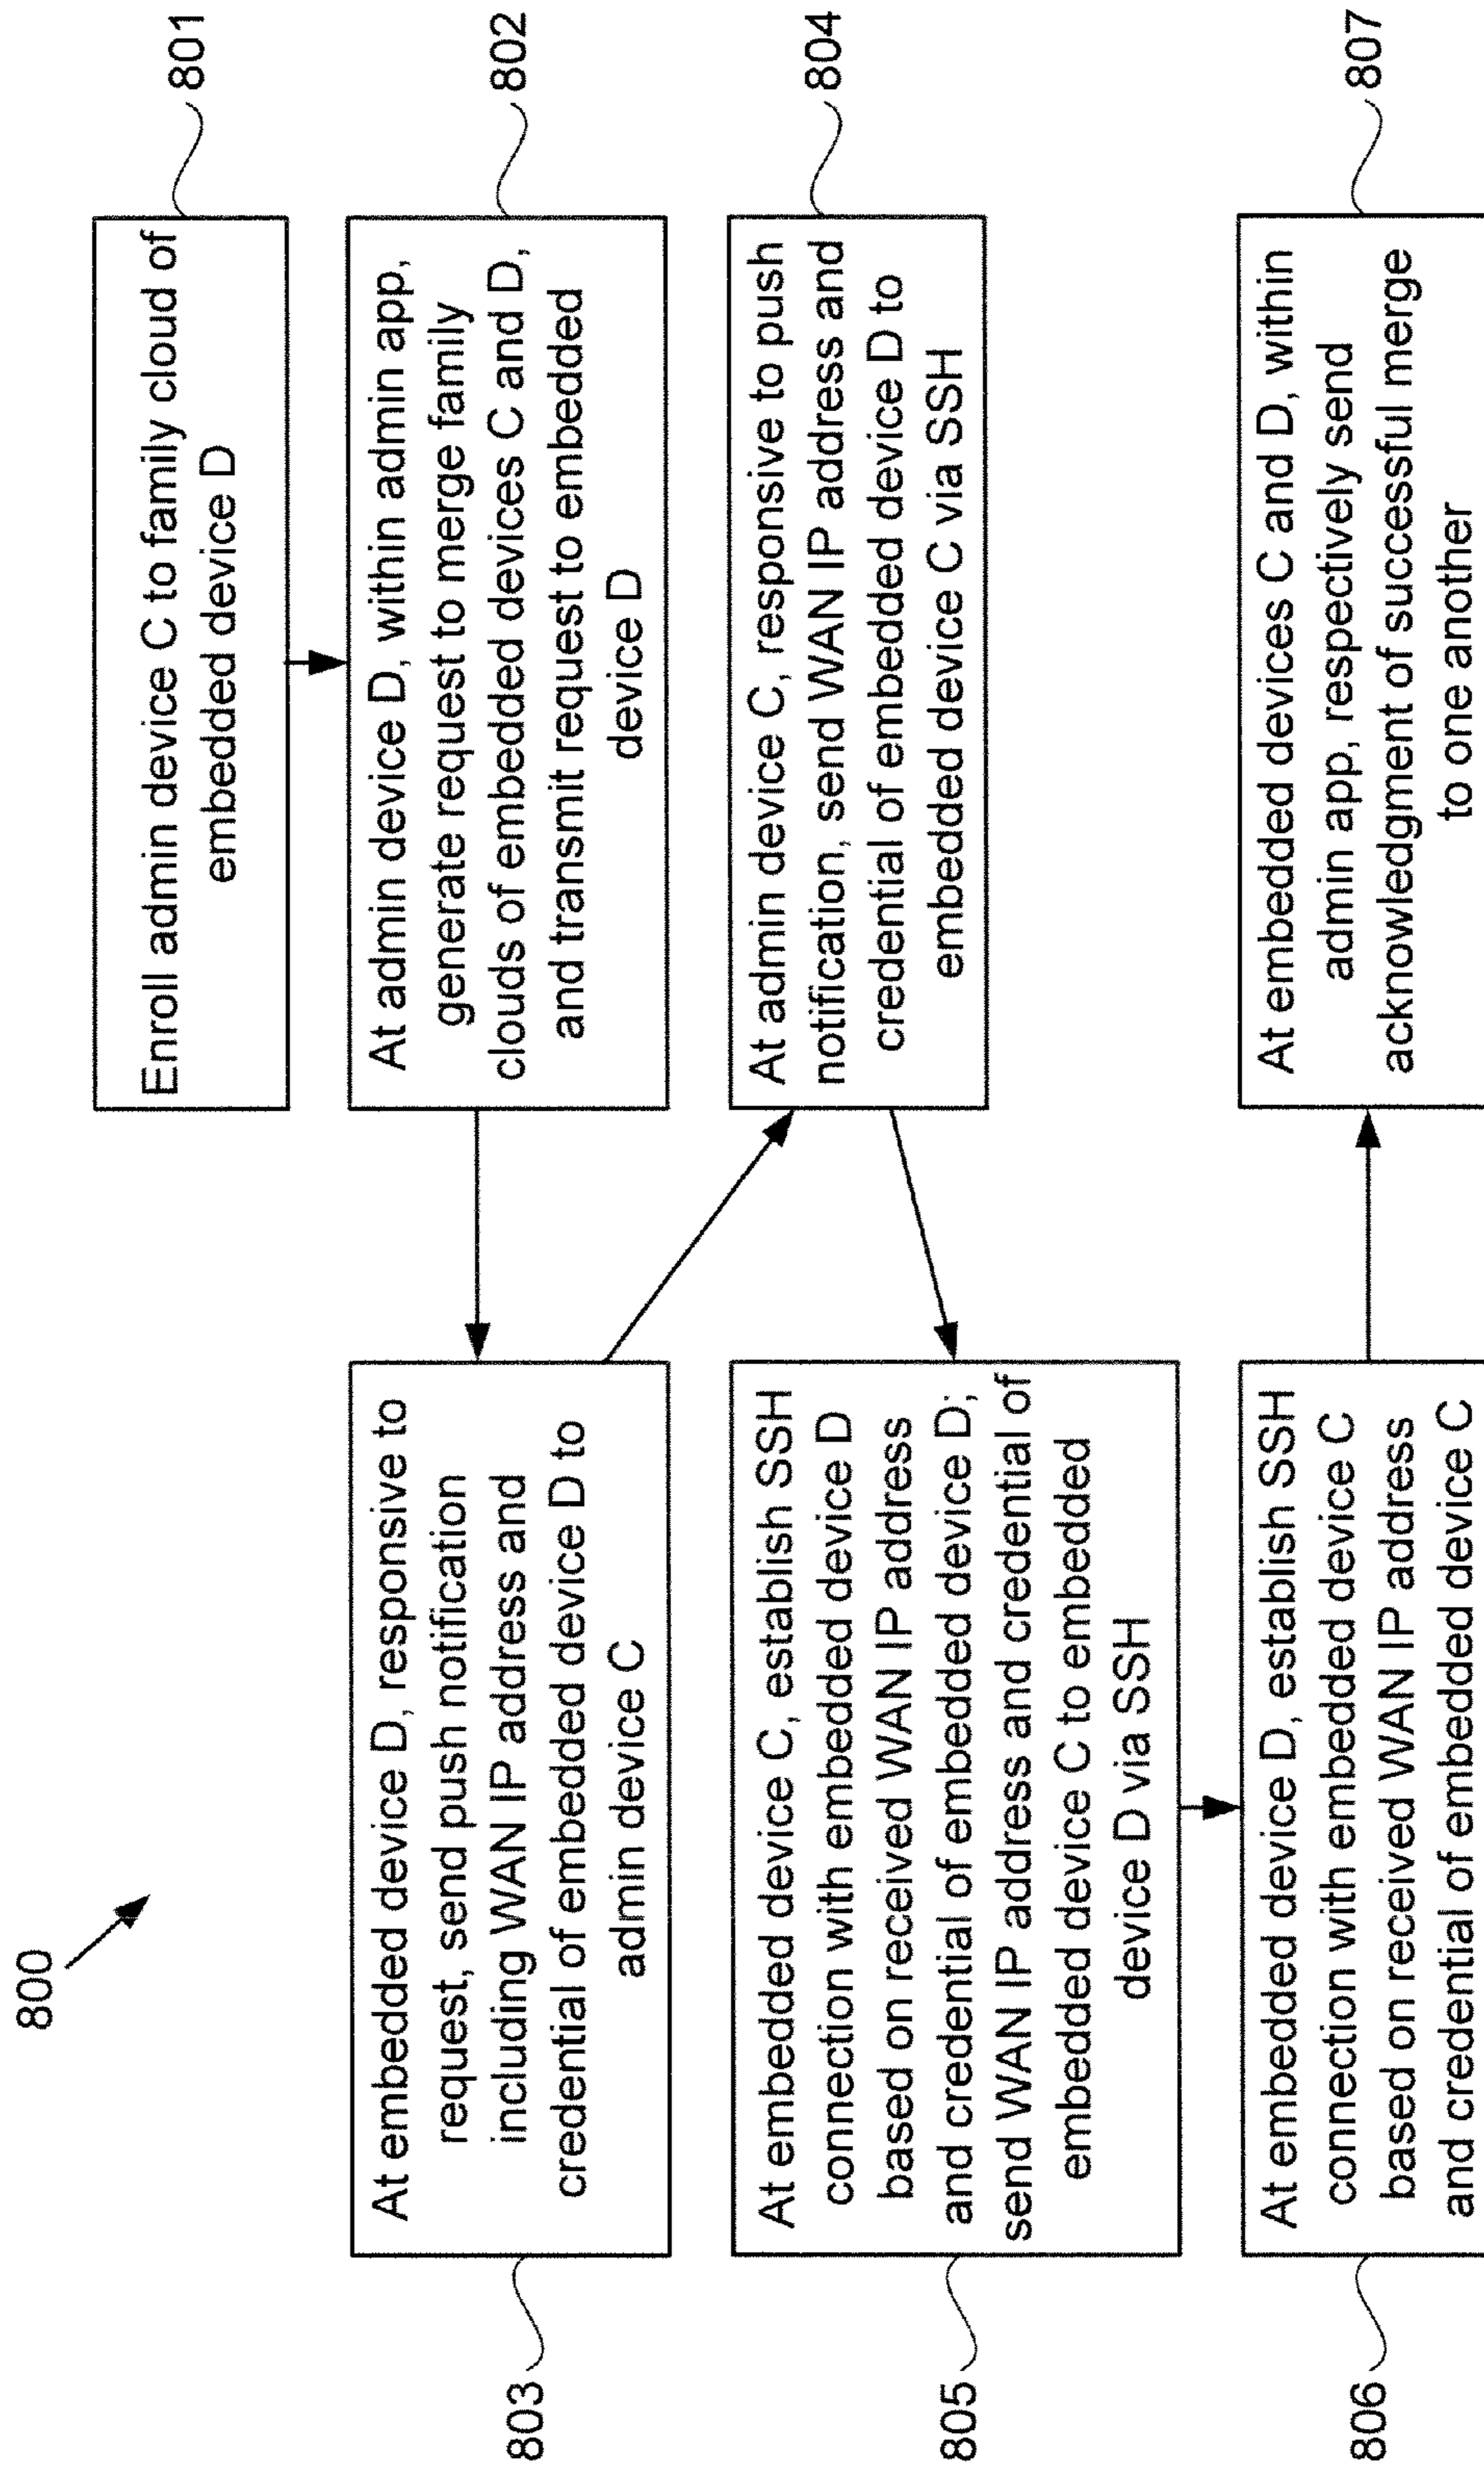 800
Enroll admin device C to family cloud of
embedded device D
801
At admin device D, within admin app,
generate request to merge family
clouds of embedded devices C and D,
and transmit request to embedded
device D
802
803
At embedded device D, responsive to
request, send push notification
including WAN IP address and
credential of embedded device D to
admin device C
At admin device C, responsive to push
notification, send WAN IP address and
credential of embedded device D to
embedded device C via SSH
804
805
At embedded device C, establish SSH
connection with embedded device D
based on received WAN IP address
and credential of embedded device D;
send WAN IP address and credential of
embedded device C to embedded
device D via SSH
806
At embedded device D, establish SSH
connection with embedded device C
based on received WAN IP address
and credential of embedded device C
At embedded devices C and D, within
admin app, respectively send
acknowledgment of successful merge
to one another
807